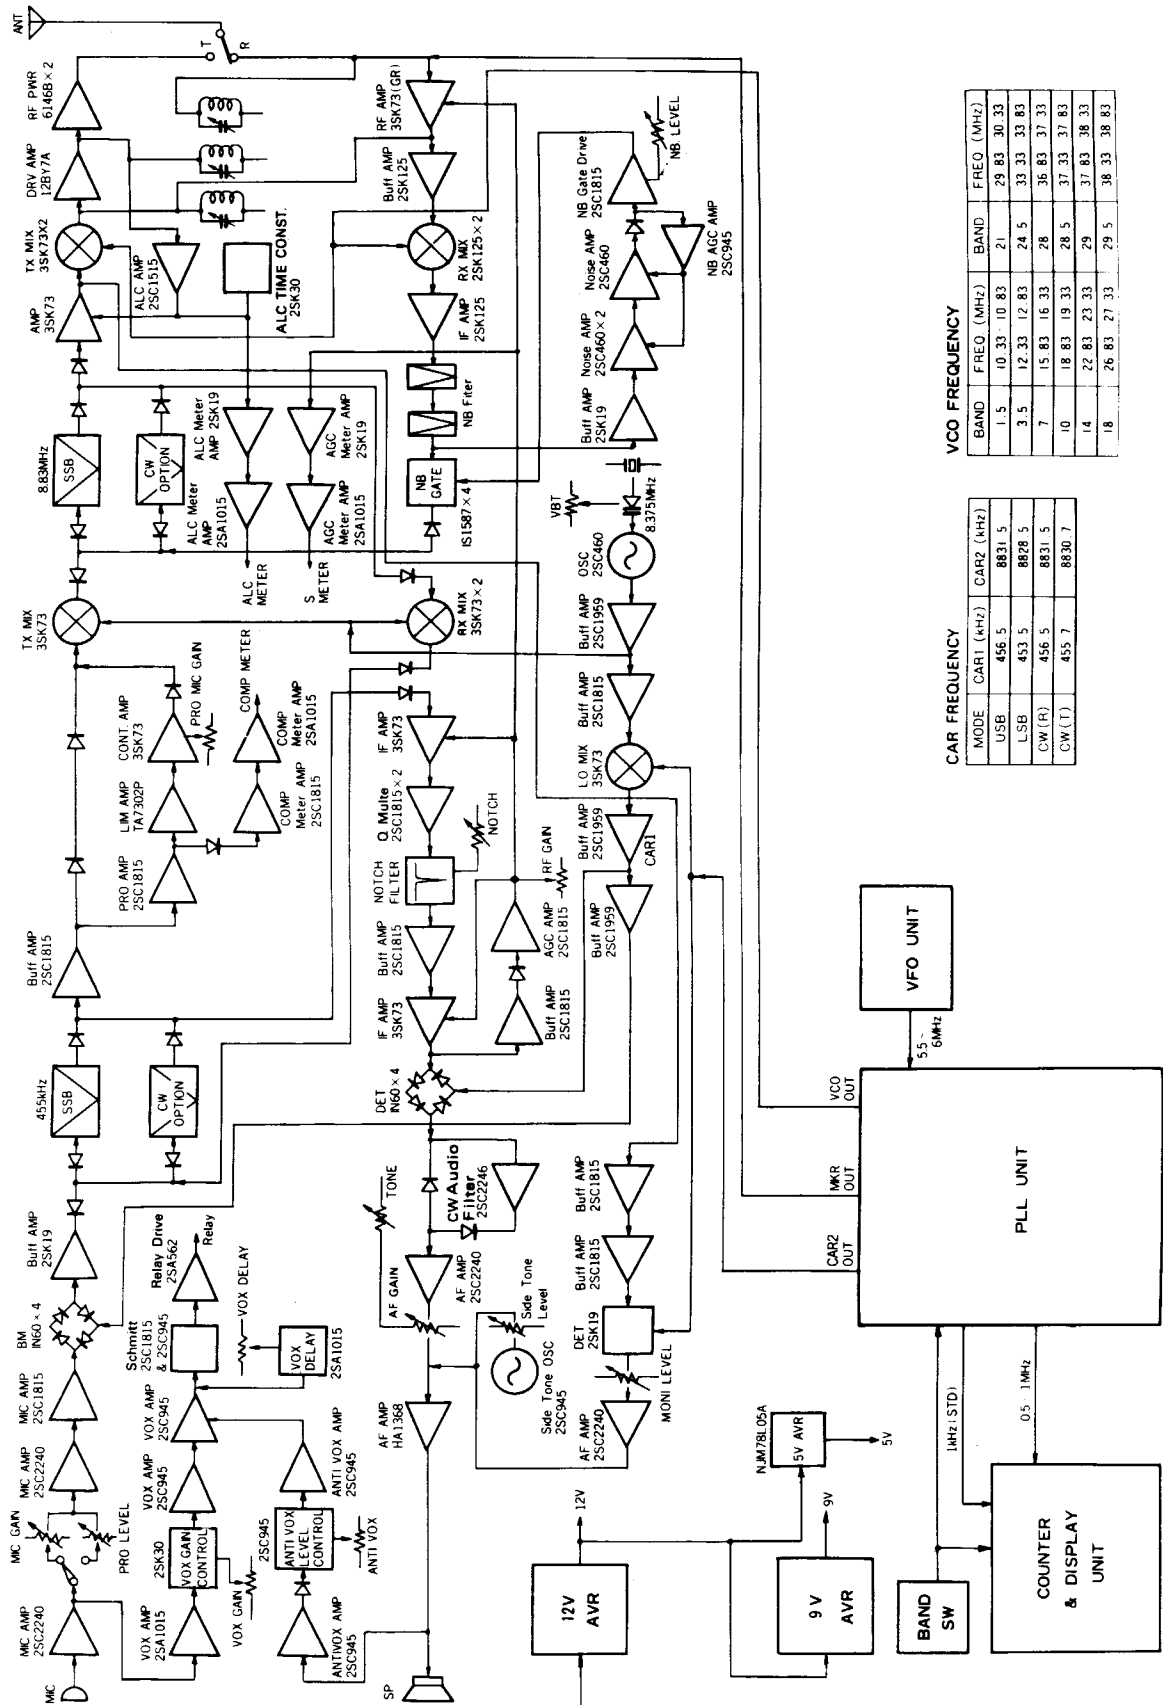 ANT
T
R
RF PWR
6146B × 2
DRV AMP
12BY7A
TX MIX
3SK73X2
AMP
3SK73
ALC AMP
2SC1515
ALC TIME CONST.
2SK30
8.83MHz
SSB
CW
OPTION
ALC Meter
AMP 2SK19
ALC Meter
AMP
2SA1015
ALC
METER
AGC
Meter AMP
2SK19
AGC
Meter AMP
2SA1015
S
METER
TX MIX
3SK73
CONT. AMP
3SK73
PRO MIC GAIN
LIM AMP
TA7302P
PRO AMP
2SC1815
COMP METER
COMP
Meter AMP
2SA1015
COMP
Meter AMP
2SC1815
Buff AMP
2SC1815
455kHz
SSB
CW
OPTION
Buff AMP
2SK19
BM
IN60 × 4
MIC AMP
2SC1815
MIC AMP
2SC2240
MIC GAIN
PRO LEVEL
MIC AMP
2SC2240
MIC
Relay Drive
2SA562
Relay
Schmitt
2SC1815
& 2SC945
VOX DELAY
VOX
DELAY
2SA1015
VOX AMP
2SC945
VOX AMP
2SC945
2SK30
VOX GAIN
CONTROL
VOX GAIN
VOX AMP
2SA1015
ANTI VOX AMP
2SC945
2SC945
ANTI VOX
LEVEL
CONTROL
ANTI VOX
ANTIVOX AMP
2SC945
SP
RF AMP
3SK73(GR)
Buff AMP
2SK125
RX MIX
2SK125 × 2
IF AMP
2SK125
NB Fiter
NB
GATE
IS1587 × 4
RX MIX
3SK73 × 2
IF AMP
3SK73
Q Multe
2SC1815 × 2
NOTCH
NOTCH
FILTER
Buff AMP
2SC1815
IF AMP
3SK73
DET
IN60 × 4
RF GAIN
AGC AMP
2SC1815
Buff AMP
2SC1815
CW Audio
Filter
2SC2246
TONE
AF GAIN
AF AMP
2SC2240
AF AMP
HA1368
Side Tone
Level
Side Tone OSC
2SC945
NB LEVEL
NB Gate Drive
2SC1815
NB AGC AMP
2SC945
Noise AMP
2SC460
Noise AMP
2SC460 × 2
Buff AMP
2SK19
VBT
8.375MHz
OSC
2SC460
Buff AMP
2SC1959
Buff AMP
2SC1815
LO MIX
3SK73
Buff AMP
2SC1959
CAR1
Buff AMP
2SC1959
Buff AMP
2SC1815
Buff AMP
2SC1815
DET
2SK19
MONI LEVEL
AF AMP
2SC2240
VCO FREQUENCY
BAND FREQ (MHz) BAND FREQ (MHz)
1.5 10.33 10.83 21 29 83 30.33
3.5 12.33 12.83 24 5 33 33 33 83
7 15.83 16 33 28 36 83 37 33
10 18 83 19.33 28 5 37.33 37 83
14 22 83 23 33 29 37 83 38 33
18 26 83 27 33 29 5 38 33 38 83
CAR FREQUENCY
MODE CAR1 (kHz) CAR2 (kHz)
USB 456 5 8831 5
LSB 453 5 8828 5
CW (R) 456 5 8831 5
CW (T) 455 7 8830 7
VFO UNIT
5.5 ~
6MHz
VCO
OUT
MKR
OUT
CAR2
OUT
PLL UNIT
1kHz (STD)
0.5 1MHz
BAND
SW
COUNTER
& DISPLAY
UNIT
12V
AVR
12V
9V
AVR
9V
NJM78L05A
5V AVR
5V